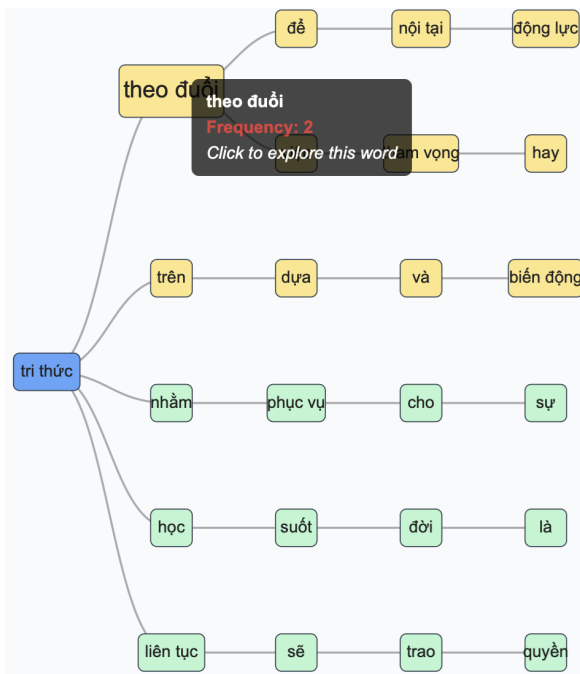 để nội tại động lực
theo đuổi
theo đuổi
Frequency: 2
Click to explore this word
vọng hay
trên dựa và biến động
tri thức
nhằm phục vụ cho sự
học suốt đời là
liên tục sẽ trao quyền